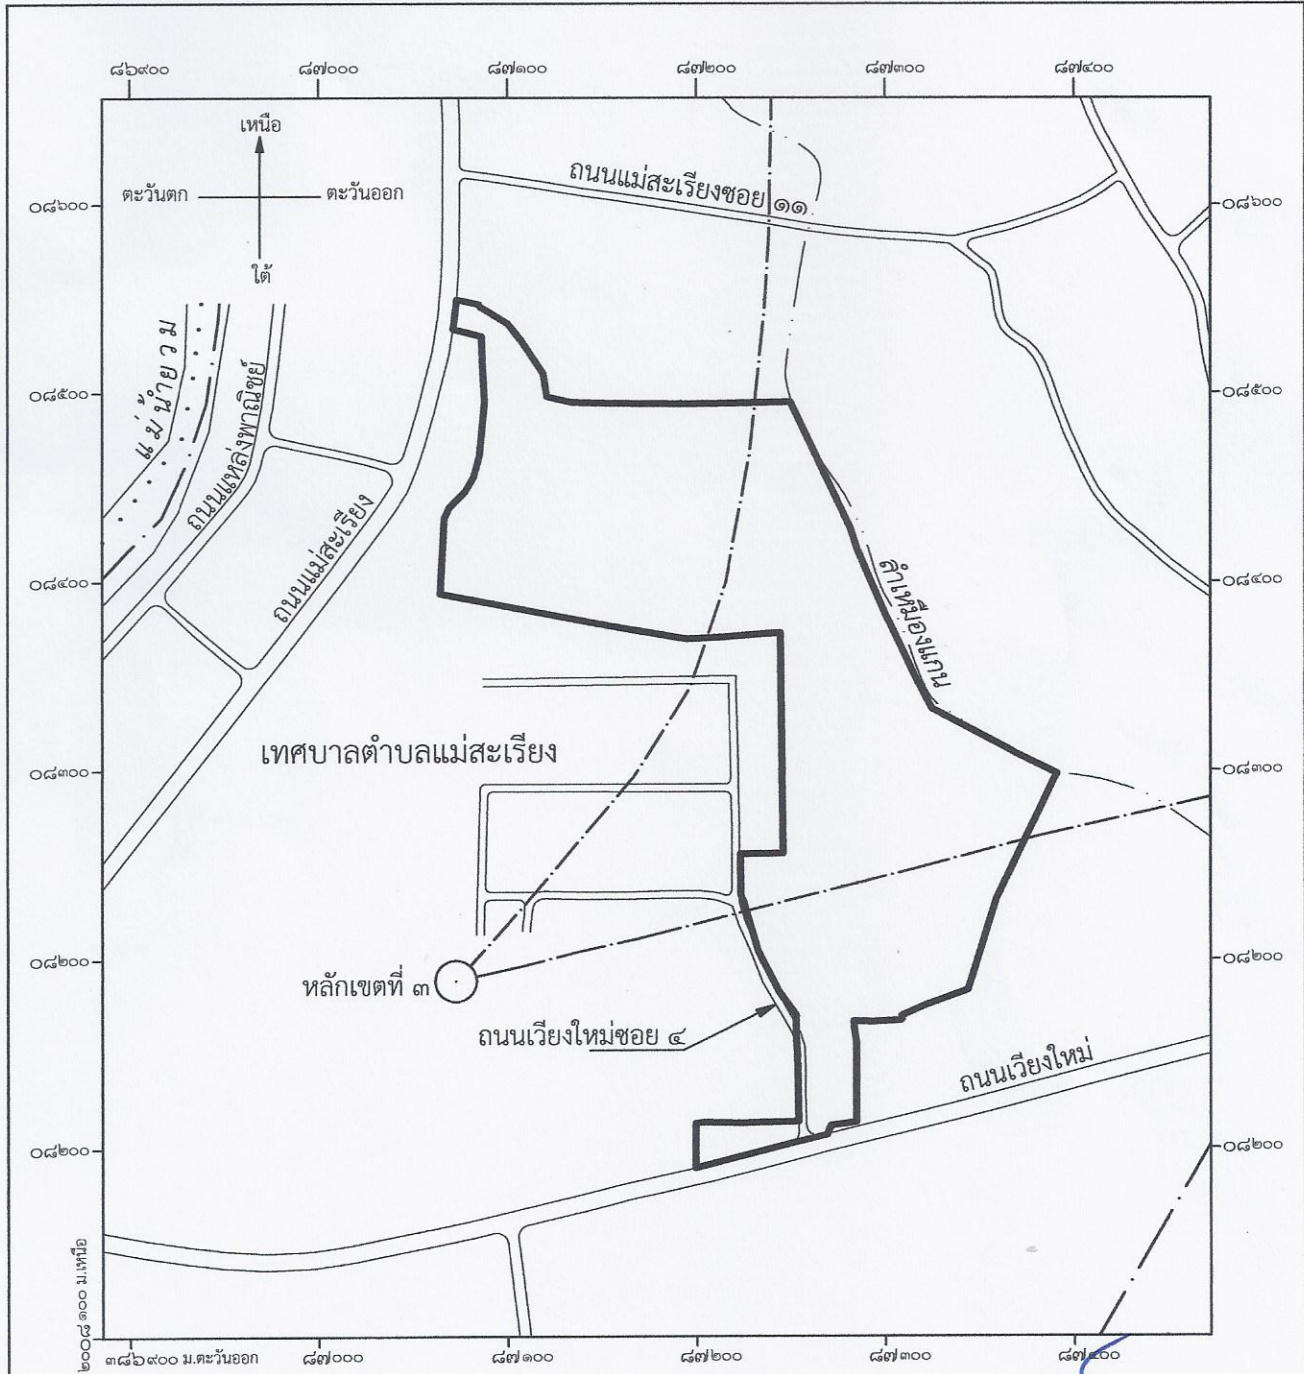 ๘๖๙๐๐ ๘๗๐๐๐ ๘๗๑๐๐ ๘๗๒๐๐ ๘๗๓๐๐ ๘๗๔๐๐
เหนือ
ตะวันตก ตะวันออก
ใต้
ถนนแม่สะเรียงซอย ๑๑
๐๘๖๐๐ ๐๘๖๐๐
แม่น้ำยวม
ถนนแหล่งพาณิชย์
๐๘๕๐๐ ๐๘๕๐๐
ถนนแม่สะเรียง
๐๘๔๐๐ ๐๘๔๐๐
ลำเหมืองแกน
เทศบาลตำบลแม่สะเรียง
๐๘๓๐๐ ๐๘๓๐๐
๐๘๒๐๐ ๐๘๒๐๐
หลักเขตที่ ๓
ถนนเวียงใหม่ซอย ๔
ถนนเวียงใหม่
๐๘๒๐๐ ๐๘๒๐๐
๒๐๐๘๑๐๐ ม.เหนือ
๓๘๖๙๐๐ ม.ตะวันออก ๘๗๐๐๐ ๘๗๑๐๐ ๘๗๒๐๐ ๘๗๓๐๐ ๘๗๔๐๐